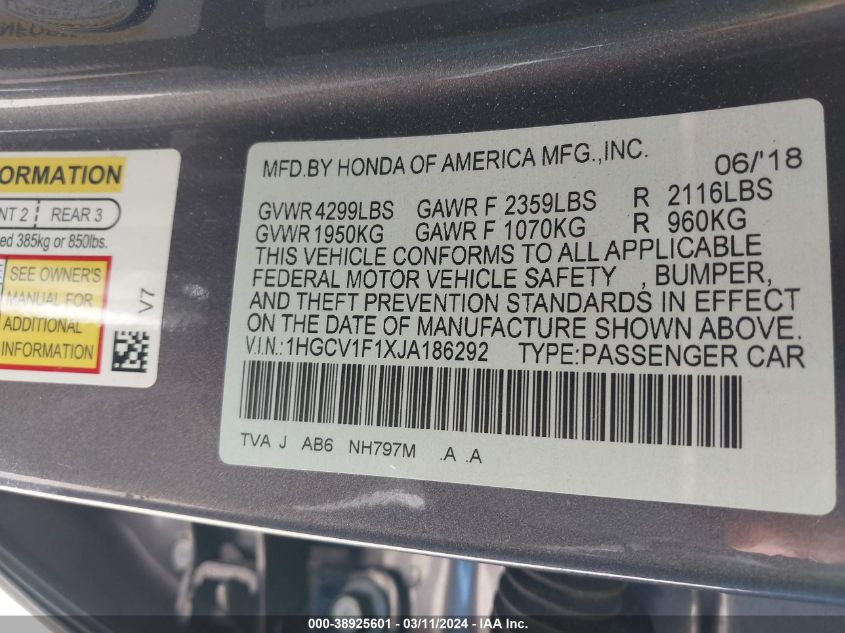 ORMATION
NT 2 REAR 3
ed 385kg or 850lbs.
SEE OWNER'S
MANUAL FOR
ADDITIONAL
INFORMATION
V7
MFD.BY HONDA OF AMERICA MFG.,INC. 06/'18
GVWR 4299LBS GAWR F 2359LBS R 2116LBS
GVWR 1950KG GAWR F 1070KG R 960KG
THIS VEHICLE CONFORMS TO ALL APPLICABLE
FEDERAL MOTOR VEHICLE SAFETY , BUMPER,
AND THEFT PREVENTION STANDARDS IN EFFECT
ON THE DATE OF MANUFACTURE SHOWN ABOVE.
V.I.N.:1HGCV1F1XJA186292 TYPE:PASSENGER CAR
TVA J AB6 NH797M .A .A
000-38925601 - 03/11/2024 - IAA Inc.